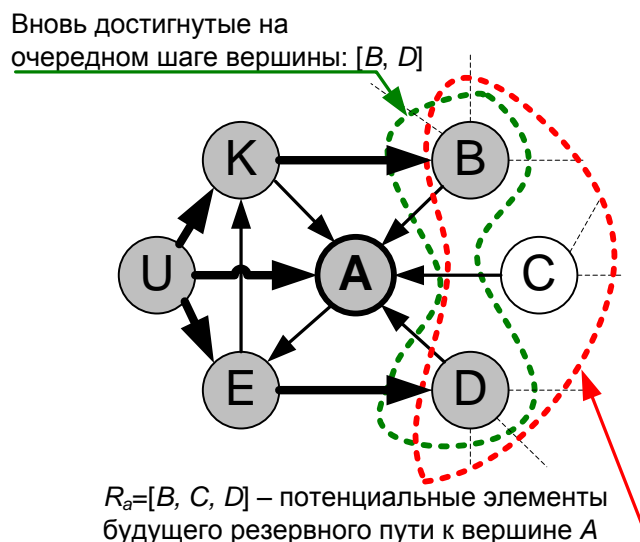 Вновь достигнутые на
очередном шаге вершины: [B, D]
K
B
U
A
C
E
D
Ra=[B, C, D] – потенциальные элементы
будущего резервного пути к вершине A